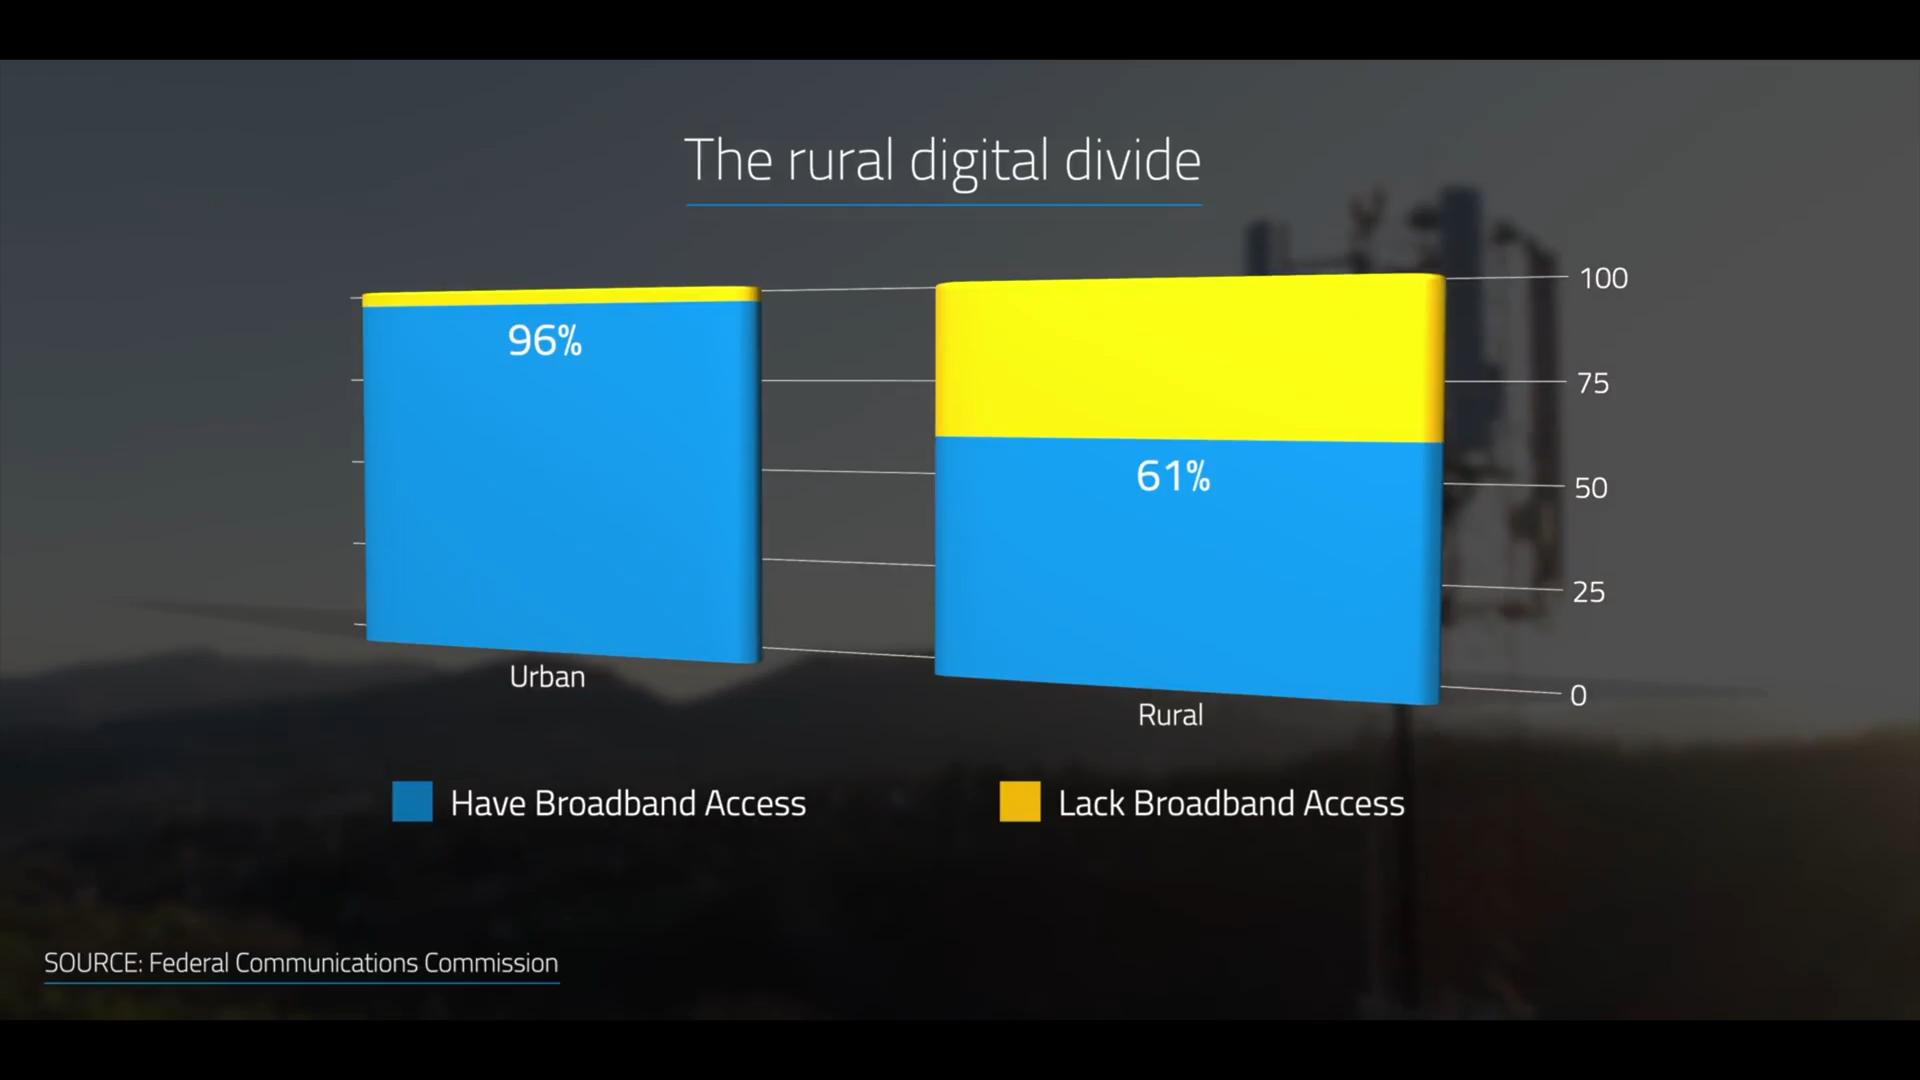 The rural digital divide
100
75
50
25
0
96%
61%
Urban
Rural
Have Broadband Access
Lack Broadband Access
SOURCE: Federal Communications Commission